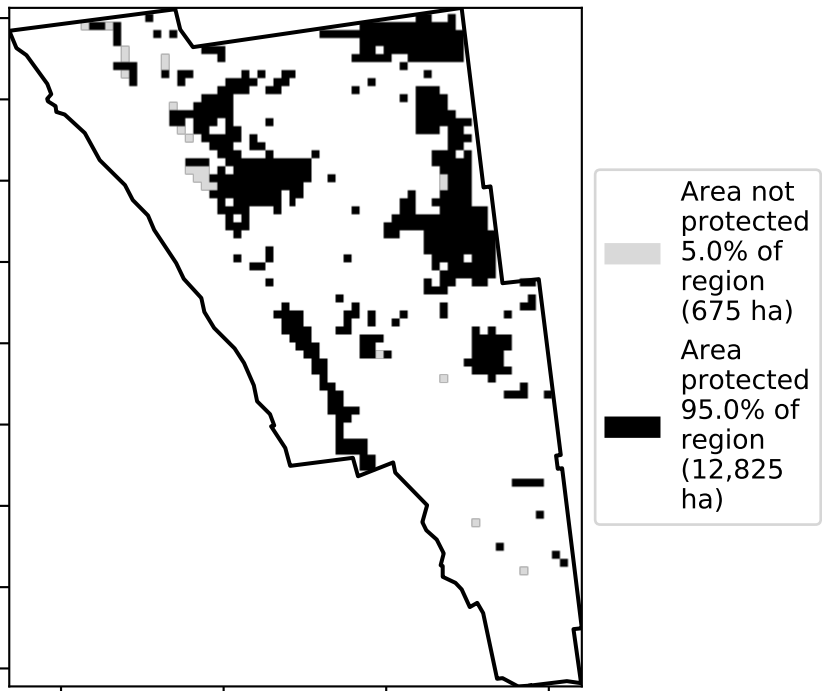 Area not
protected
5.0% of
region
(675 ha)
Area
protected
95.0% of
region
(12,825
ha)